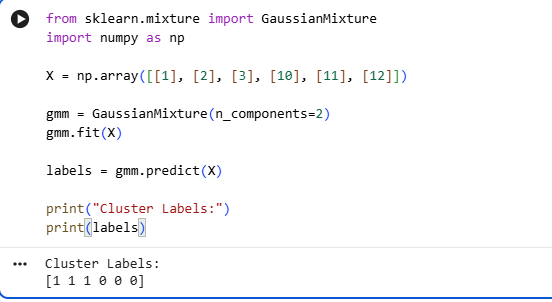 from sklearn.mixture import GaussianMixture
import numpy as np
X = np.array([[1], [2], [3], [10], [11], [12]])
gmm = GaussianMixture(n_components=2)
gmm.fit(X)
labels = gmm.predict(X)
print("Cluster Labels:")
print(labels)
Cluster Labels:
[1 1 1 0 0 0]